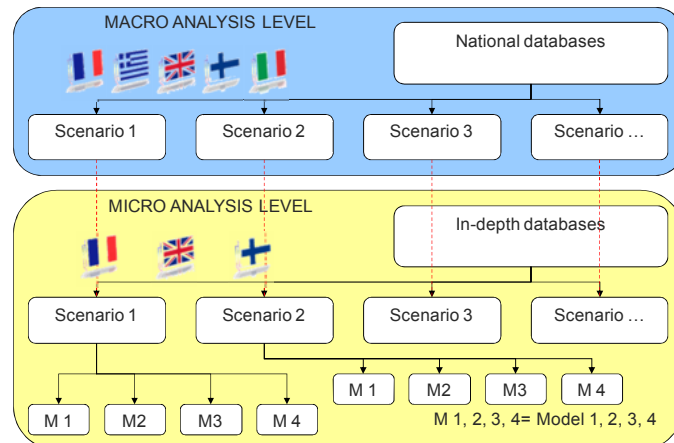 MACRO ANALYSIS LEVEL
National databases
Scenario 1
Scenario 2
Scenario 3
Scenario ...
MICRO ANALYSIS LEVEL
In-depth databases
Scenario 1
Scenario 2
Scenario 3
Scenario ...
M 1
M2
M3
M 4
M 1
M2
M3
M 4
M 1, 2, 3, 4= Model 1, 2, 3, 4